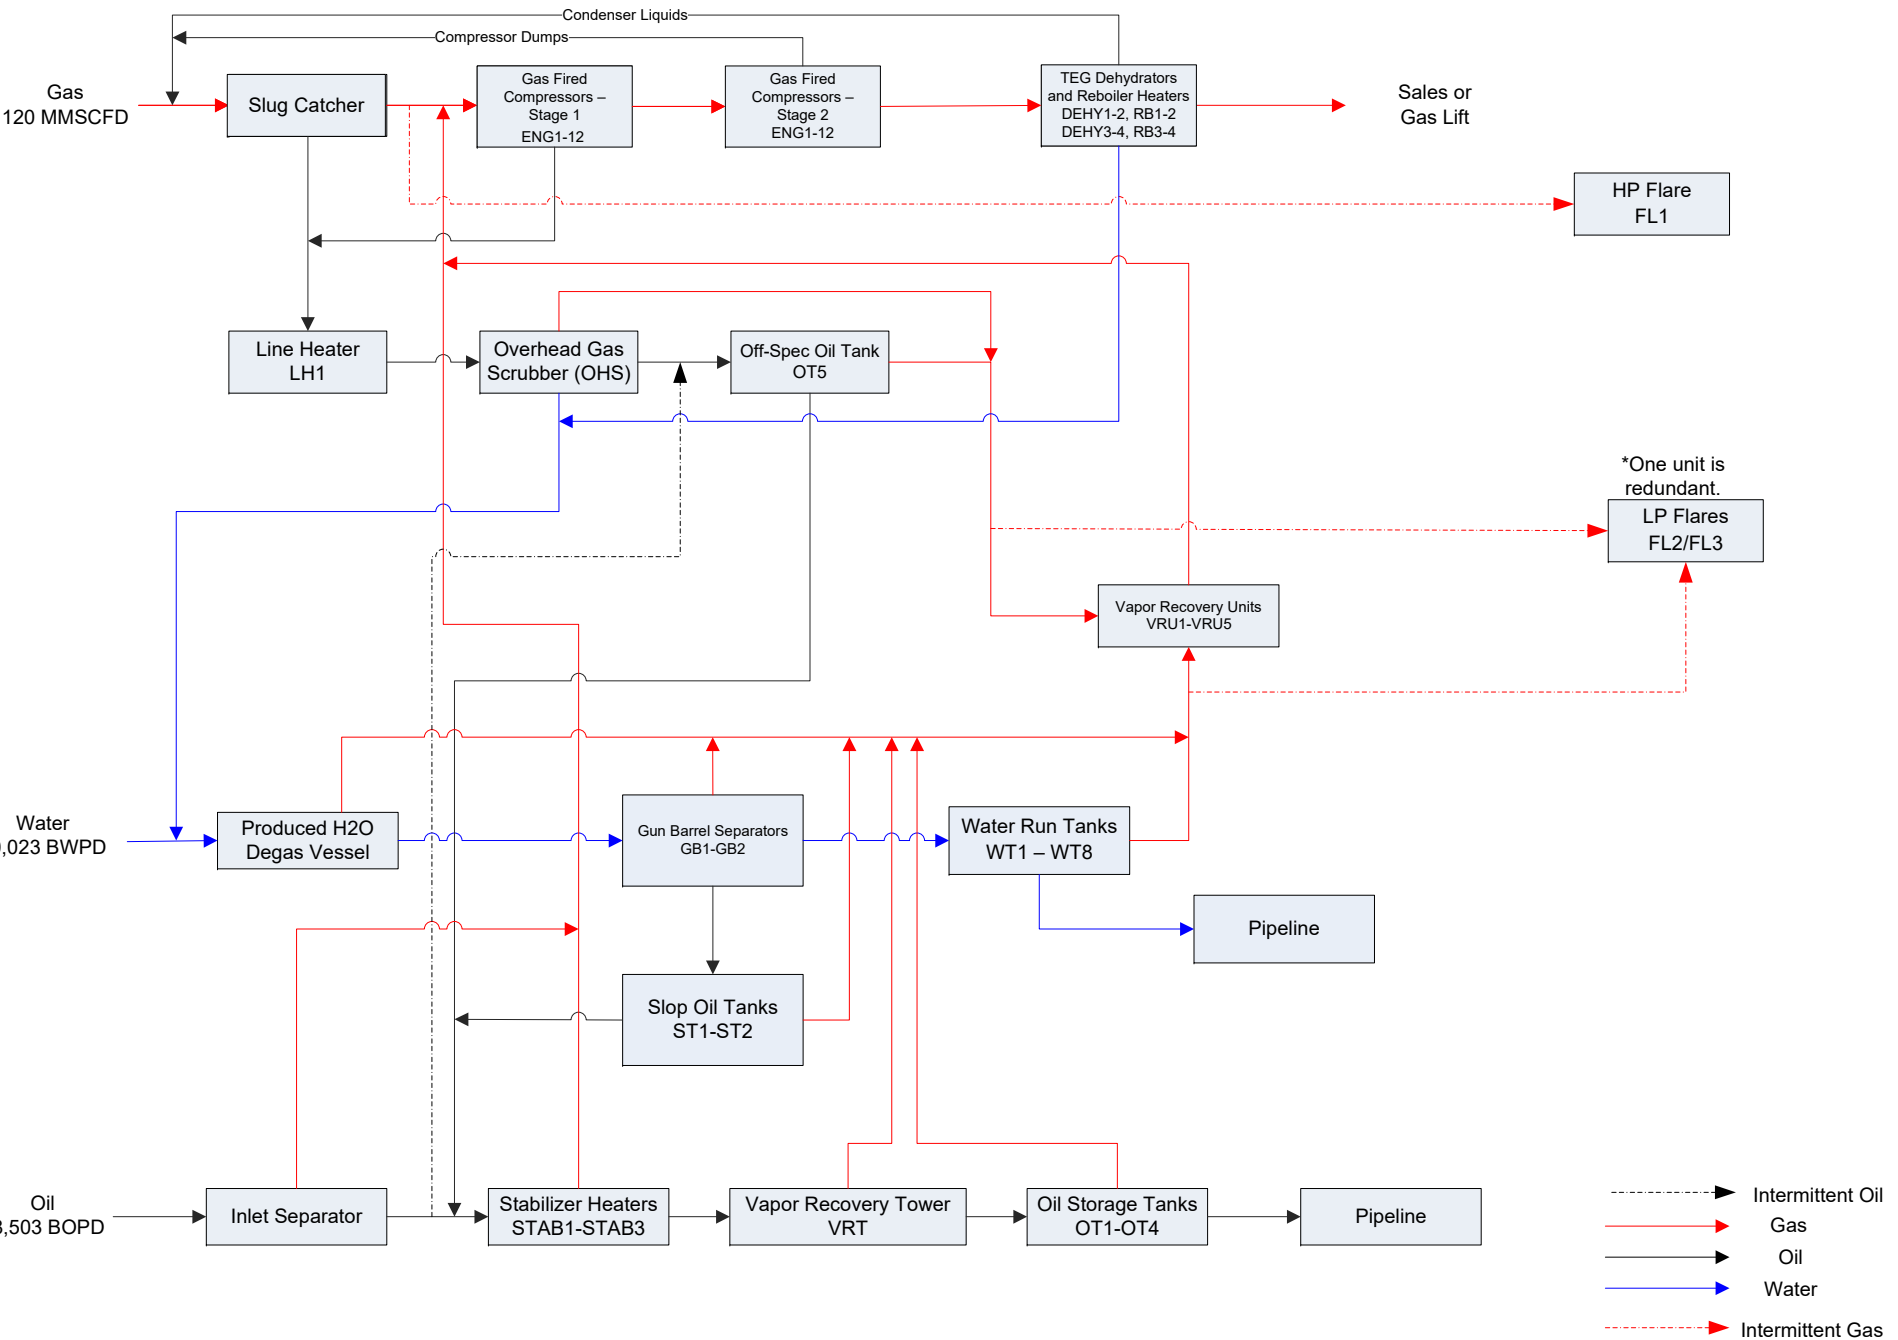 Condenser Liquids
Compressor Dumps
Gas
120 MMSCFD
Slug Catcher
Gas Fired
Compressors –
Stage 1
ENG1-12
Gas Fired
Compressors –
Stage 2
ENG1-12
TEG Dehydrators
and Reboiler Heaters
DEHY1-2, RB1-2
DEHY3-4, RB3-4
Sales or
Gas Lift
HP Flare
FL1
Line Heater
LH1
Overhead Gas
Scrubber (OHS)
Off-Spec Oil Tank
OT5
*One unit is
redundant.
LP Flares
FL2/FL3
Vapor Recovery Units
VRU1-VRU5
Water
,023 BWPD
Produced H2O
Degas Vessel
Gun Barrel Separators
GB1-GB2
Water Run Tanks
WT1 – WT8
Pipeline
Slop Oil Tanks
ST1-ST2
Oil
,503 BOPD
Inlet Separator
Stabilizer Heaters
STAB1-STAB3
Vapor Recovery Tower
VRT
Oil Storage Tanks
OT1-OT4
Pipeline
Intermittent Oil
Gas
Oil
Water
Intermittent Gas